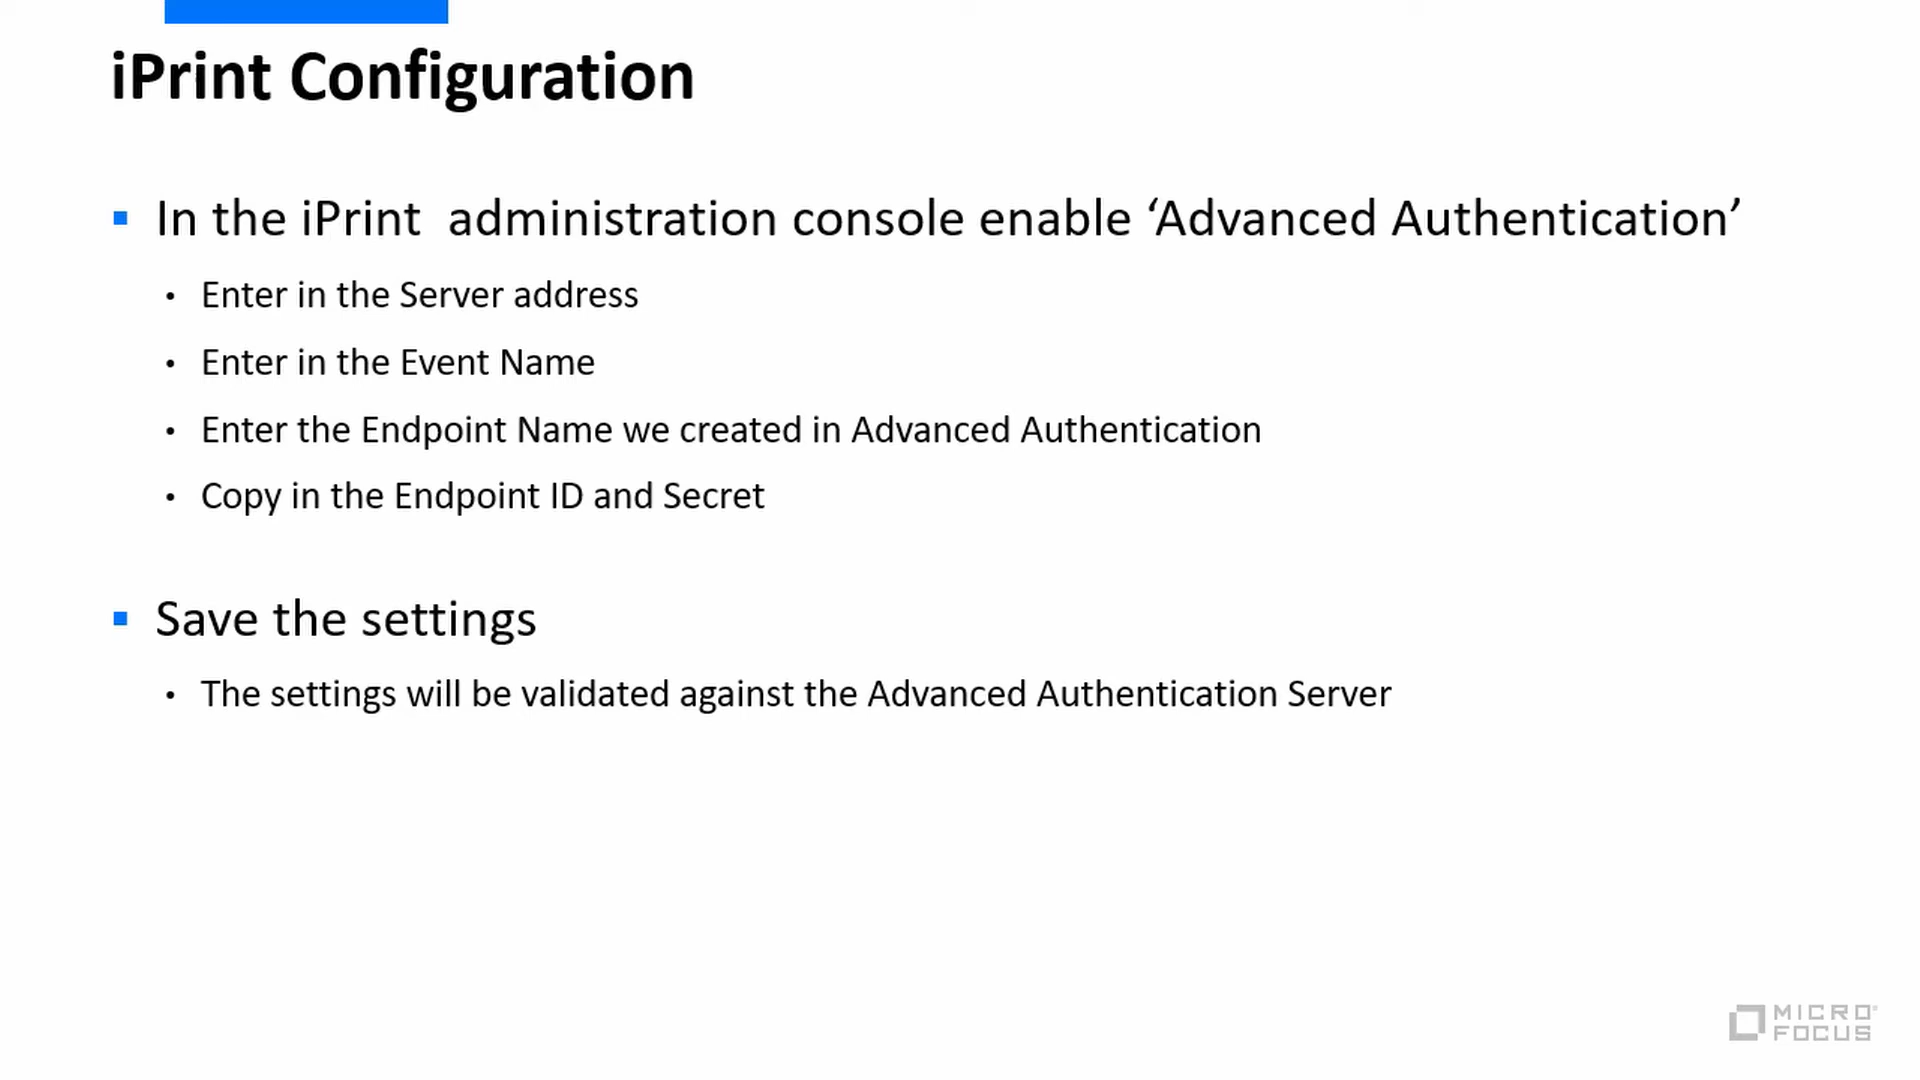 iPrint Configuration
In the iPrint  administration console enable ‘Advanced Authentication’
Enter in the Server address
Enter in the Event Name
Enter the Endpoint Name we created in Advanced Authentication
Copy in the Endpoint ID and Secret
Save the settings
The settings will be validated against the Advanced Authentication Server
MICRO
FOCUS